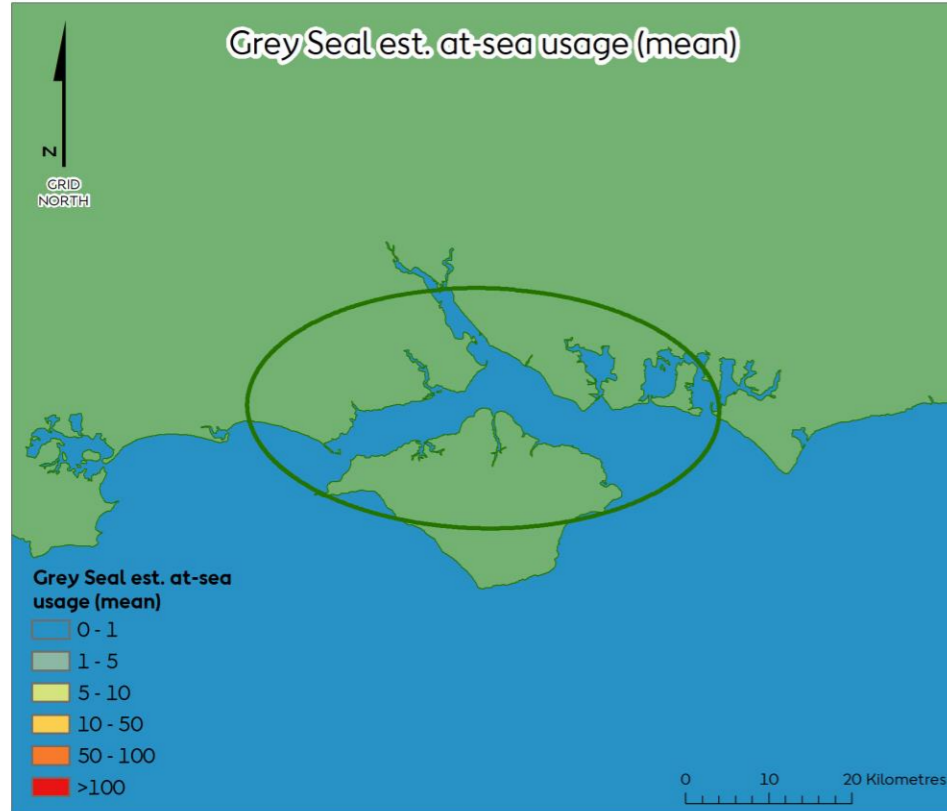 Grey Seal est. at-sea usage (mean)
N
GRID
NORTH
Grey Seal est. at-sea
usage (mean)
0 - 1
1 - 5
5 - 10
10 - 50
50 - 100
>100
0 10 20 Kilometres